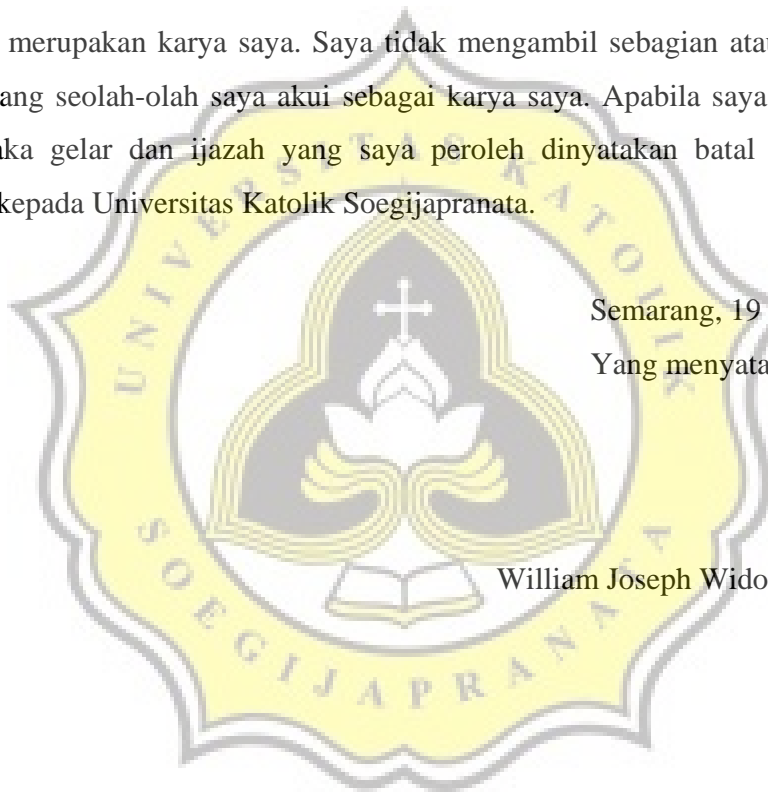 merupakan karya saya. Saya tidak mengambil sebagian atau
ang seolah-olah saya akui sebagai karya saya. Apabila saya
ka gelar dan ijazah yang saya peroleh dinyatakan batal
kepada Universitas Katolik Soegijapranata.
Semarang, 19
Yang menyata
William Joseph Wido
UNIVERSITAS KATOLIK
SOEGIJAPRANATA